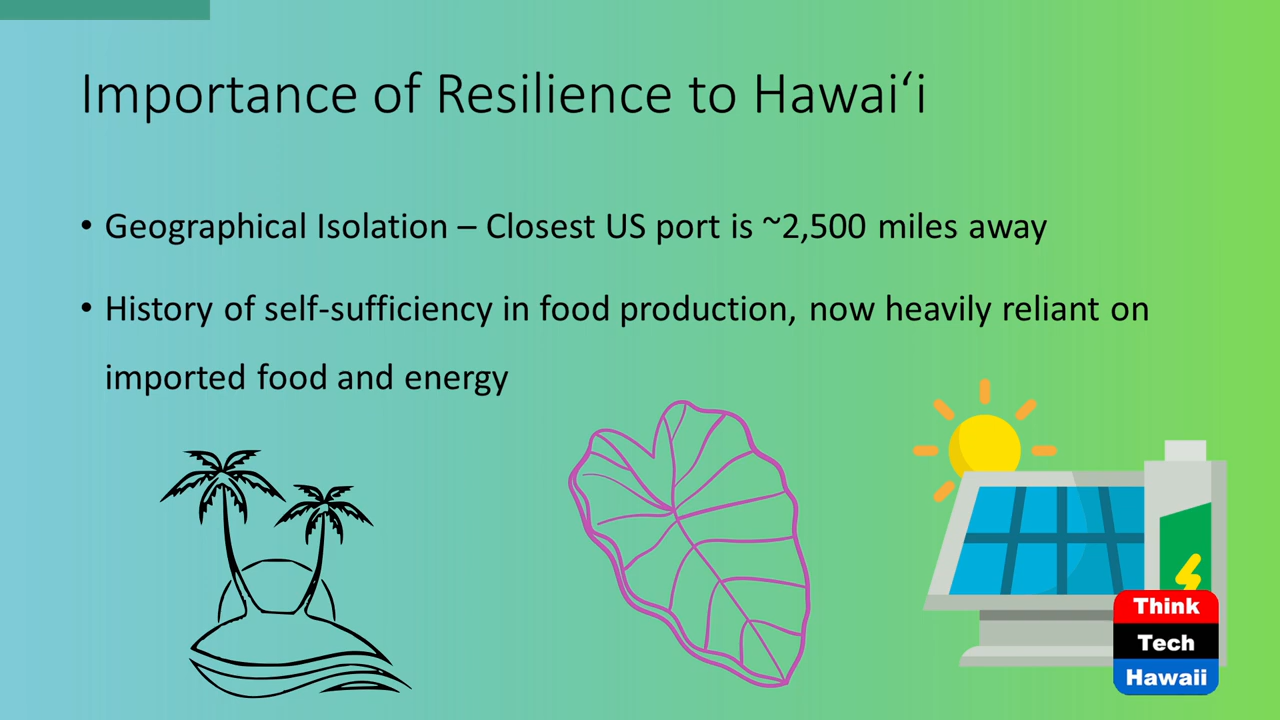 Importance of Resilience to Hawaiʻi
• Geographical Isolation – Closest US port is ~2,500 miles away
• History of self-sufficiency in food production, now heavily reliant on
imported food and energy
Think
Tech
Hawaii